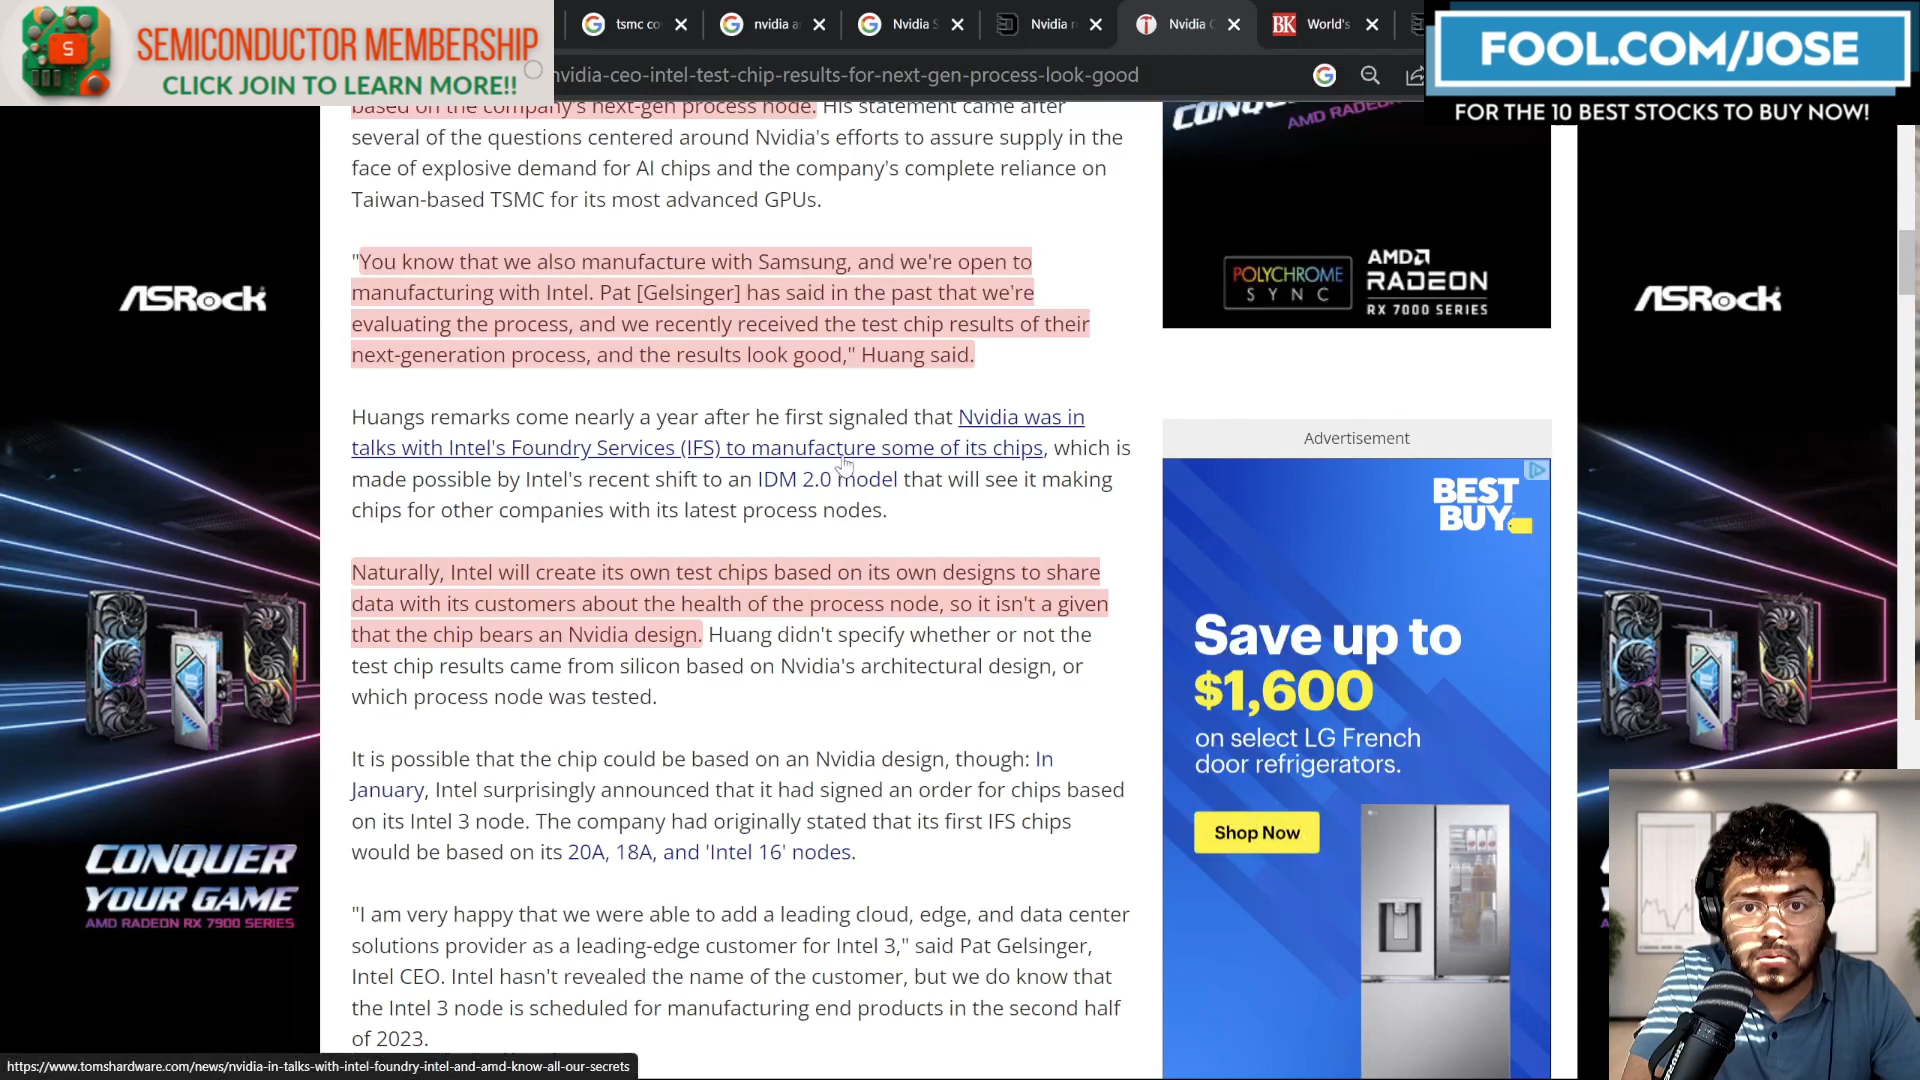 SEMICONDUCTOR MEMBERSHIP
CLICK JOIN TO LEARN MORE!!
S
tsmc co
nvidia a
Nvidia S
Nvidia r
Nvidia C
BK World's
FOOL.COM/JOSE
FOR THE 10 BEST STOCKS TO BUY NOW!
nvidia-ceo-intel-test-chip-results-for-next-gen-process-look-good
based on the company's next-gen process node. His statement came after
several of the questions centered around Nvidia's efforts to assure supply in the
face of explosive demand for AI chips and the company's complete reliance on
Taiwan-based TSMC for its most advanced GPUs.
"You know that we also manufacture with Samsung, and we're open to
manufacturing with Intel. Pat [Gelsinger] has said in the past that we're
evaluating the process, and we recently received the test chip results of their
next-generation process, and the results look good," Huang said.
Huangs remarks come nearly a year after he first signaled that Nvidia was in
talks with Intel's Foundry Services (IFS) to manufacture some of its chips, which is
made possible by Intel's recent shift to an IDM 2.0 model that will see it making
chips for other companies with its latest process nodes.
Naturally, Intel will create its own test chips based on its own designs to share
data with its customers about the health of the process node, so it isn't a given
that the chip bears an Nvidia design. Huang didn't specify whether or not the
test chip results came from silicon based on Nvidia's architectural design, or
which process node was tested.
It is possible that the chip could be based on an Nvidia design, though: In
January, Intel surprisingly announced that it had signed an order for chips based
on its Intel 3 node. The company had originally stated that its first IFS chips
would be based on its 20A, 18A, and 'Intel 16' nodes.
"I am very happy that we were able to add a leading cloud, edge, and data center
solutions provider as a leading-edge customer for Intel 3," said Pat Gelsinger,
Intel CEO. Intel hasn't revealed the name of the customer, but we do know that
the Intel 3 node is scheduled for manufacturing end products in the second half
of 2023.
https://www.tomshardware.com/news/nvidia-in-talks-with-intel-foundry-intel-and-amd-know-all-our-secrets
ASRock
CONQUER
YOUR GAME
AMD RADEON RX 7900 SERIES
AMD RADE
POLYCHROME
SYNC
AMD
RADEON
RX 7000 SERIES
Advertisement
BEST
BUY
Save up to
$1,600
on select LG French
door refrigerators.
Shop Now
ASRock